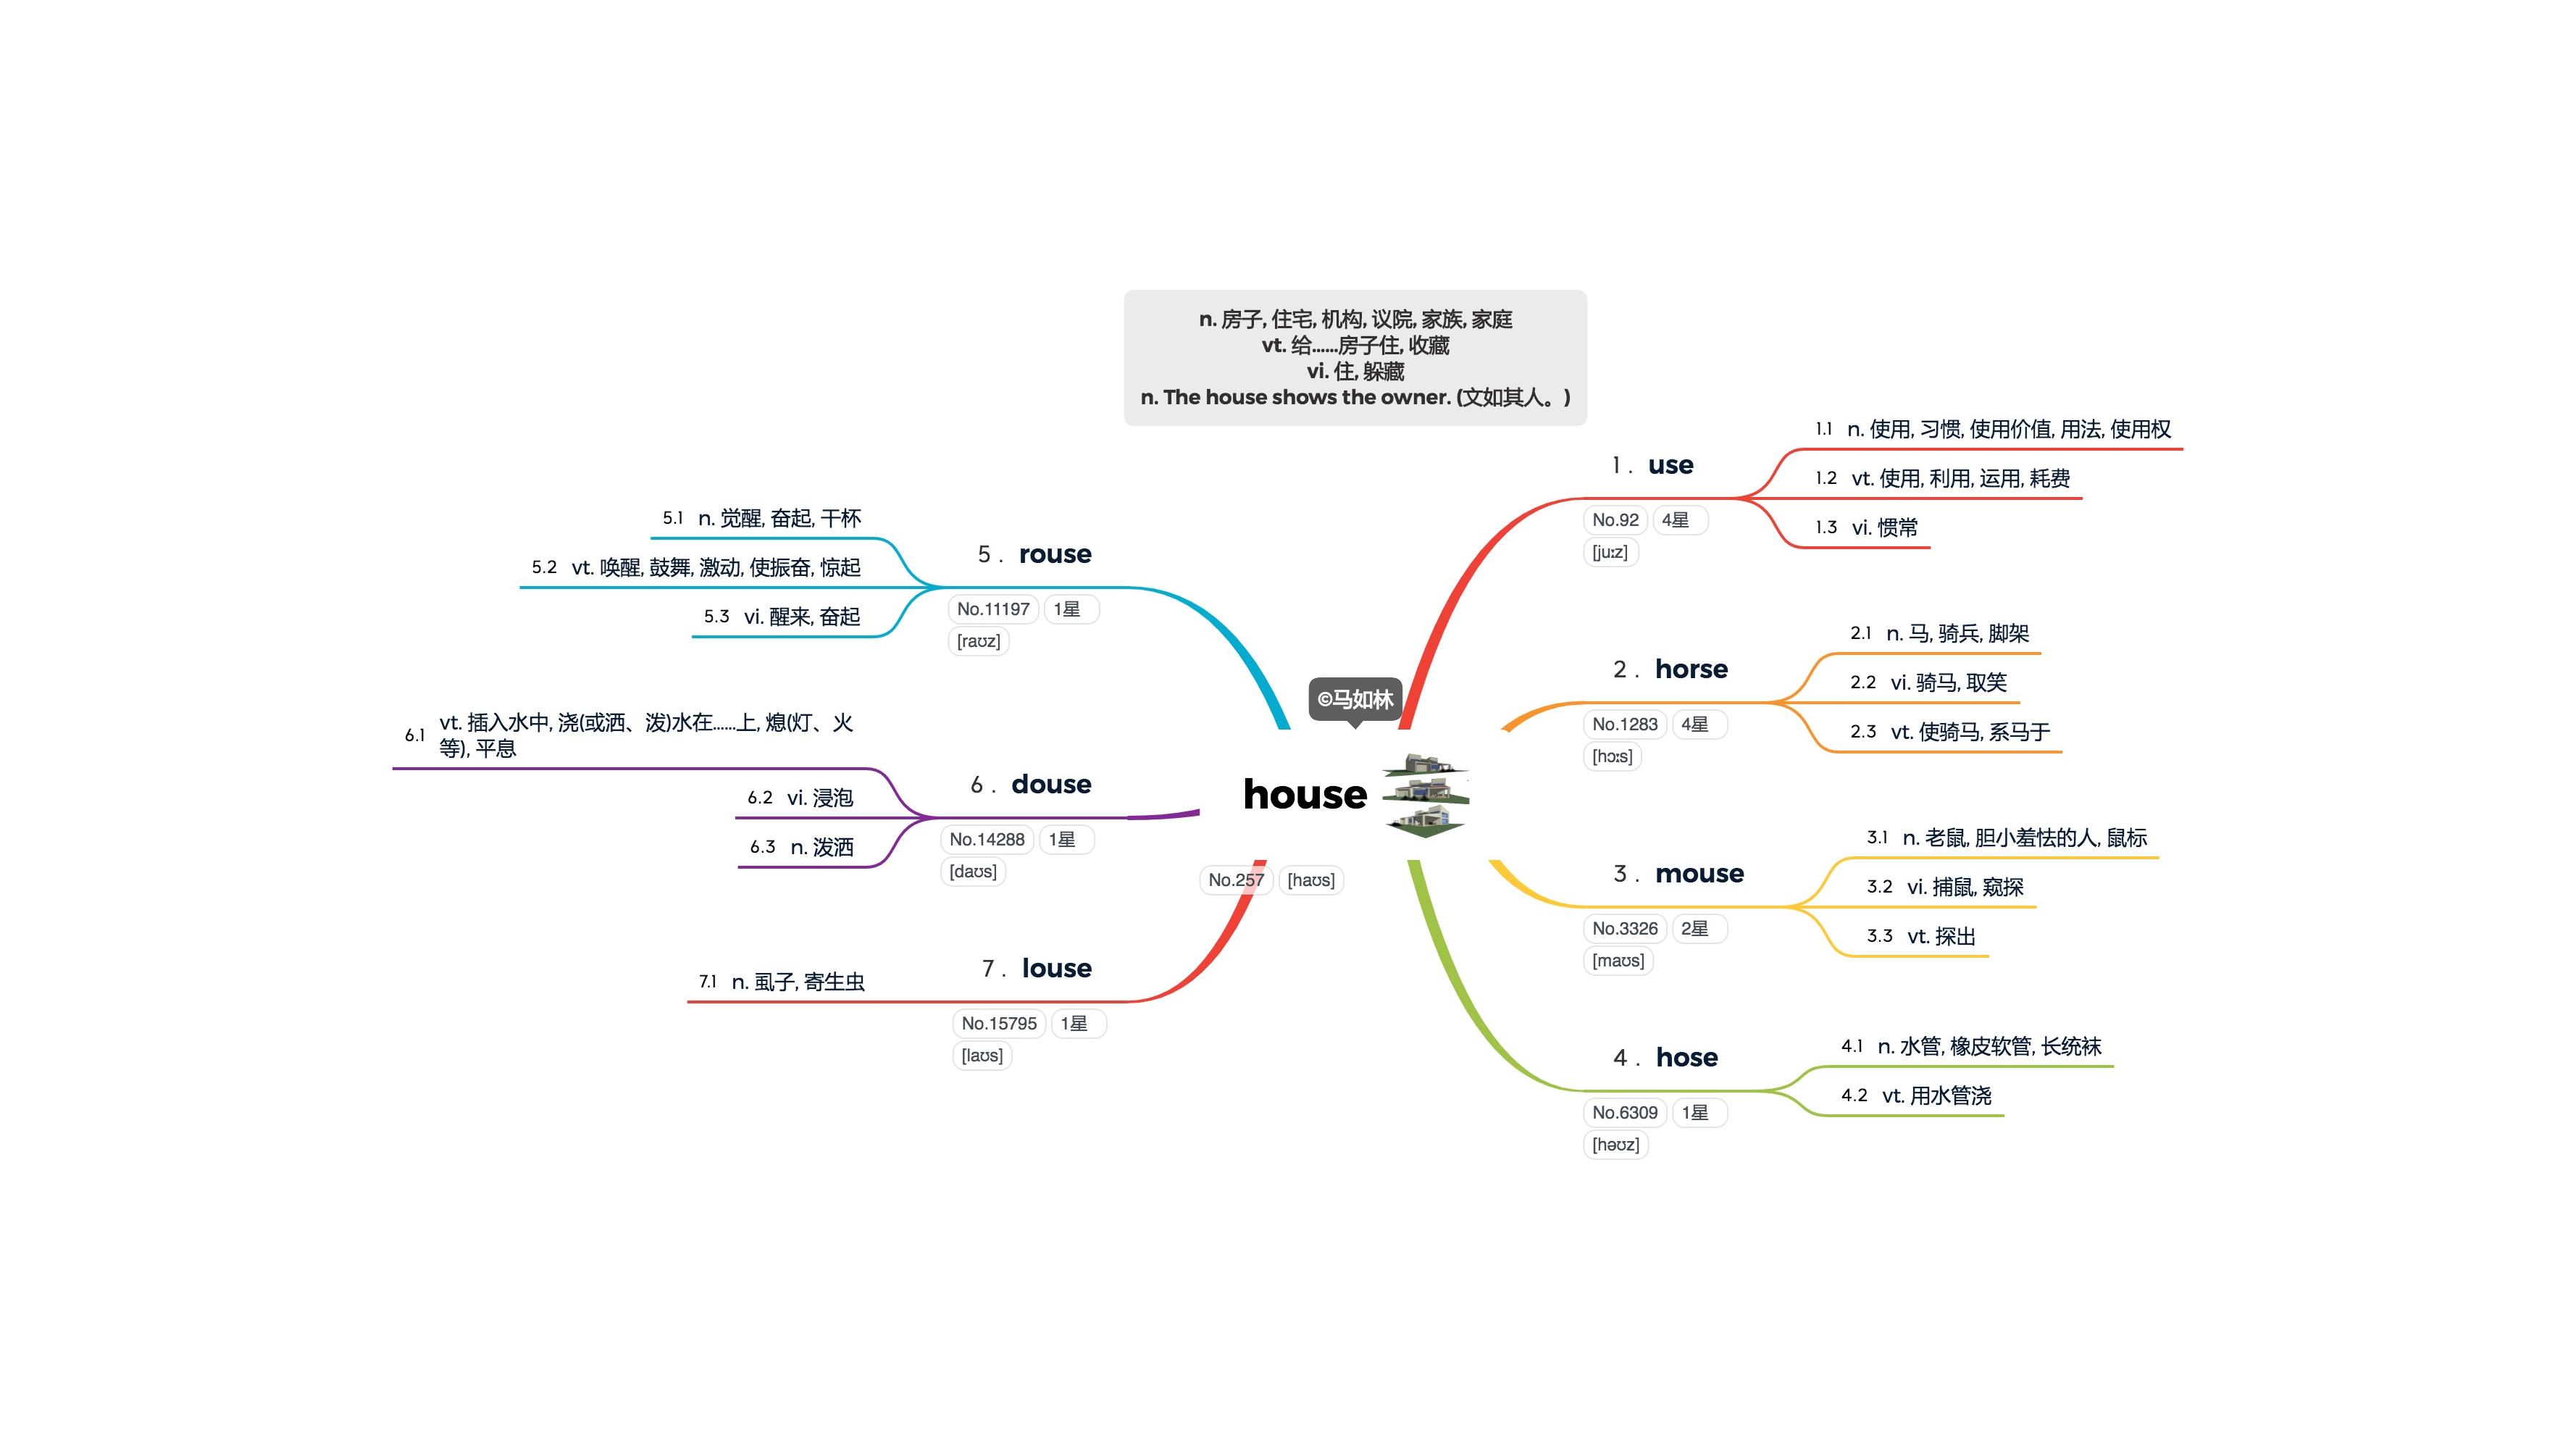 n. 房子, 住宅, 机构, 议院, 家族, 家庭
vt. 给……房子住, 收藏
vi. 住, 躲藏
n. The house shows the owner. (文如其人。)
©马如林
house
No.257 [haʊs]
1. use
No.92 4星
[juːz]
1.1 n. 使用, 习惯, 使用价值, 用法, 使用权
1.2 vt. 使用, 利用, 运用, 耗费
1.3 vi. 惯常
2. horse
No.1283 4星
[hɔːs]
2.1 n. 马, 骑兵, 脚架
2.2 vi. 骑马, 取笑
2.3 vt. 使骑马, 系马于
3. mouse
No.3326 2星
[maʊs]
3.1 n. 老鼠, 胆小羞怯的人, 鼠标
3.2 vi. 捕鼠, 窥探
3.3 vt. 探出
4. hose
No.6309 1星
[həʊz]
4.1 n. 水管, 橡皮软管, 长统袜
4.2 vt. 用水管浇
5. rouse
No.11197 1星
[raʊz]
5.1 n. 觉醒, 奋起, 干杯
5.2 vt. 唤醒, 鼓舞, 激动, 使振奋, 惊起
5.3 vi. 醒来, 奋起
6. douse
No.14288 1星
[daʊs]
6.1 vt. 插入水中, 浇(或洒、泼)水在……上, 熄(灯、火
等), 平息
6.2 vi. 浸泡
6.3 n. 泼洒
7. louse
No.15795 1星
[laʊs]
7.1 n. 虱子, 寄生虫